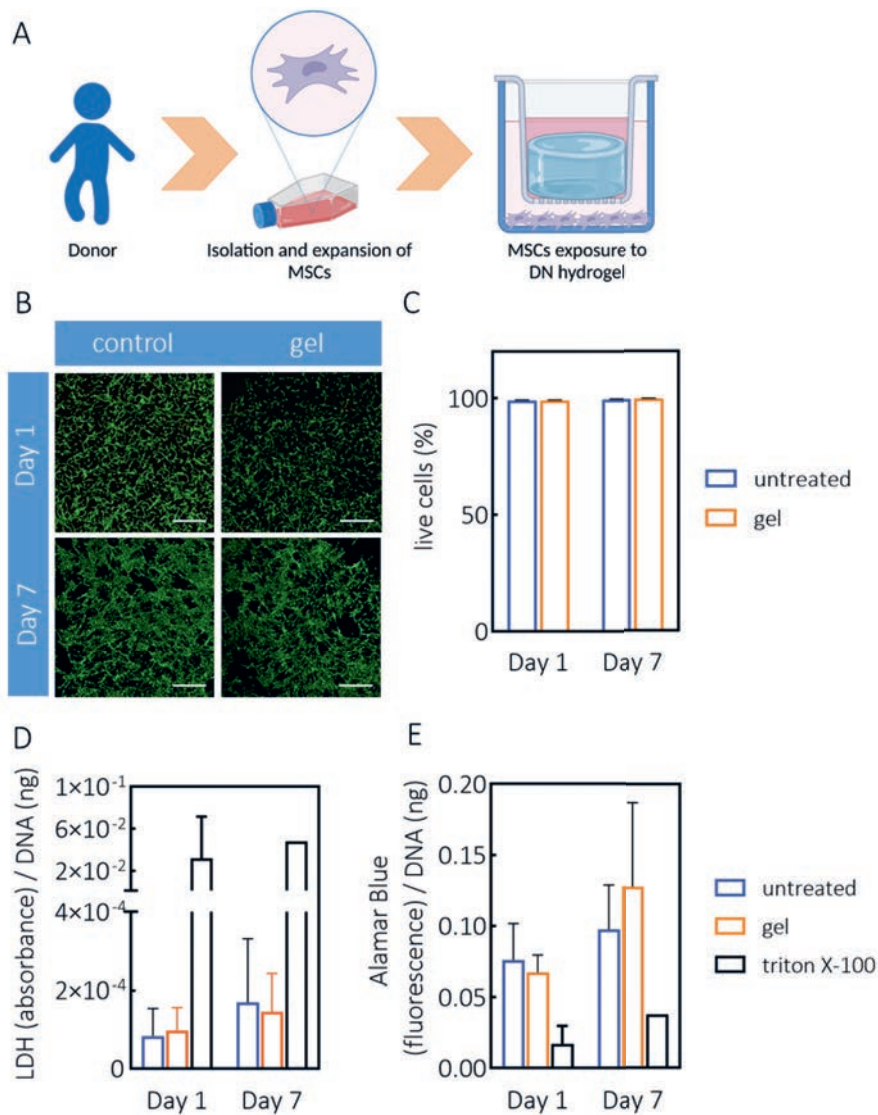 A
Donor
Isolation and expansion of
MSCs
MSCs exposure to
DN hydrogel
B
control
gel
Day 1
Day 7
C
live cells (%)
100
50
0
Day 1
Day 7
untreated
gel
D
LDH (absorbance) / DNA (ng)
1×10⁻¹
6×10⁻²
2×10⁻²
4×10⁻⁴
2×10⁻⁴
0
Day 1
Day 7
E
Alamar Blue
(fluorescence) / DNA (ng)
0.20
0.15
0.10
0.05
0.00
Day 1
Day 7
untreated
gel
triton X-100